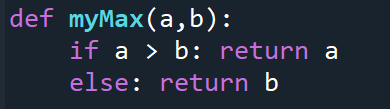 def myMax(a,b):
    if a > b: return a
    else: return b